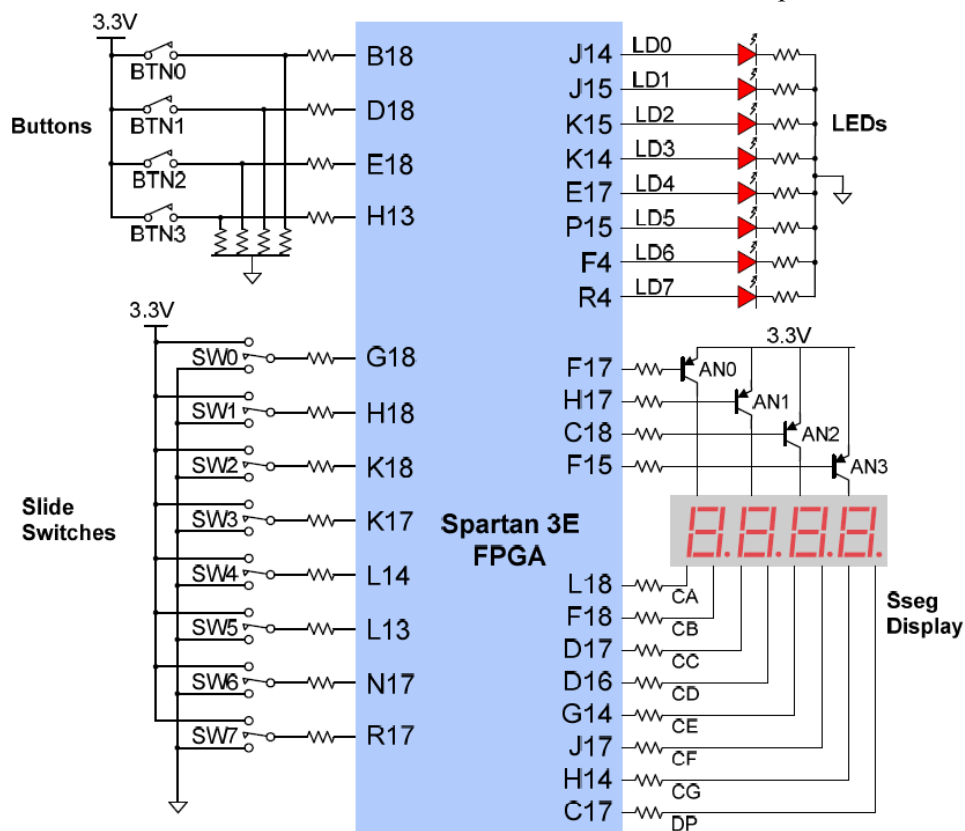 3.3V
BTN0
BTN1
BTN2
BTN3
Buttons
B18
D18
E18
H13
J14 LD0
J15 LD1
K15 LD2
K14 LD3
E17 LD4
P15 LD5
F4 LD6
R4 LD7
LEDs
3.3V
SW0
SW1
SW2
SW3
SW4
SW5
SW6
SW7
Slide
Switches
G18
H18
K18
K17
L14
L13
N17
R17
Spartan 3E
FPGA
3.3V
F17 AN0
H17 AN1
C18 AN2
F15 AN3
8.8.8.8.
L18 CA
F18 CB
D17 CC
D16 CD
G14 CE
J17 CF
H14 CG
C17 DP
Sseg
Display